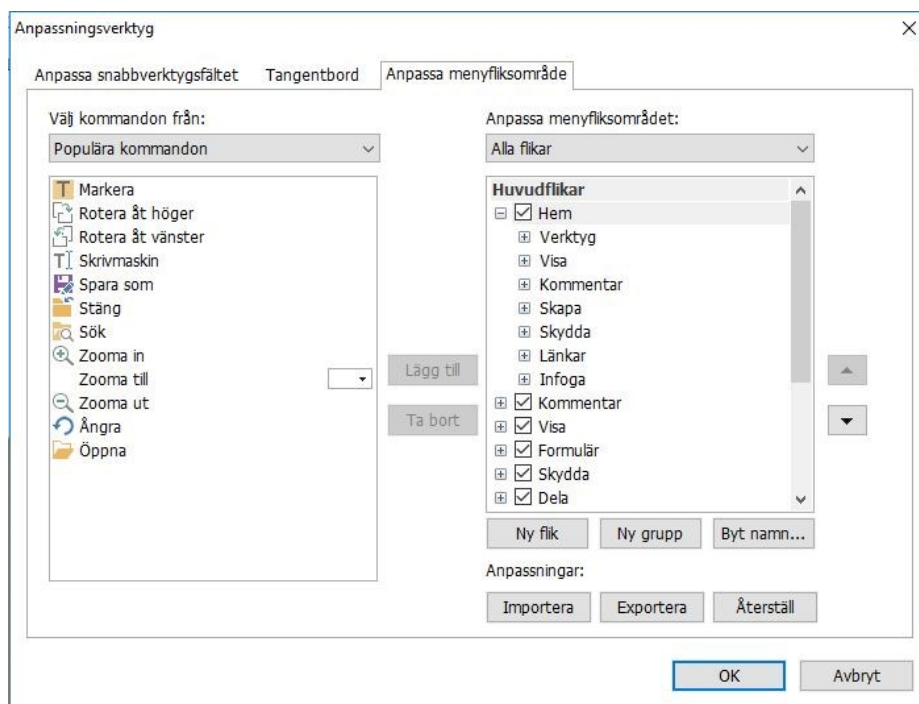 Anpassningsverktyg
Anpassa snabbverktygsfältet
Tangentbord
Anpassa menyfliksområde
Välj kommandon från:
Populära kommandon
Markera
Rotera åt höger
Rotera åt vänster
Skrivmaskin
Spara som
Stäng
Sök
Zooma in
Zooma till
Zooma ut
Ångra
Öppna
Lägg till
Ta bort
Anpassa menyfliksområdet:
Alla flikar
Huvudflikar
Hem
Verktyg
Visa
Kommentar
Skapa
Skydda
Länkar
Infoga
Kommentar
Visa
Formulär
Skydda
Dela
Ny flik
Ny grupp
Byt namn...
Anpassningar:
Importera
Exportera
Återställ
OK
Avbryt